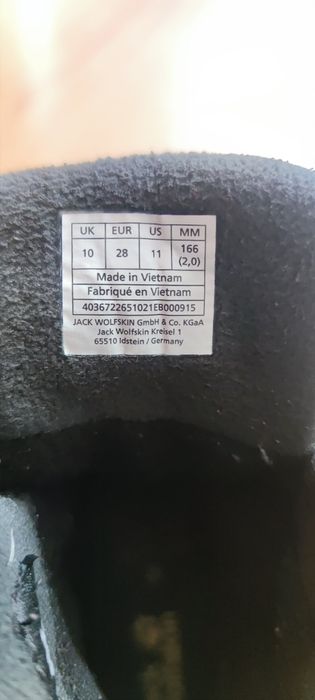 UK EUR US MM
10 28 11 166 (2,0)
Made in Vietnam
Fabriqué en Vietnam
4036722651021EB000915
JACK WOLFSKIN GmbH & Co. KGaA
Jack Wolfskin Kreisel 1
65510 Idstein / Germany